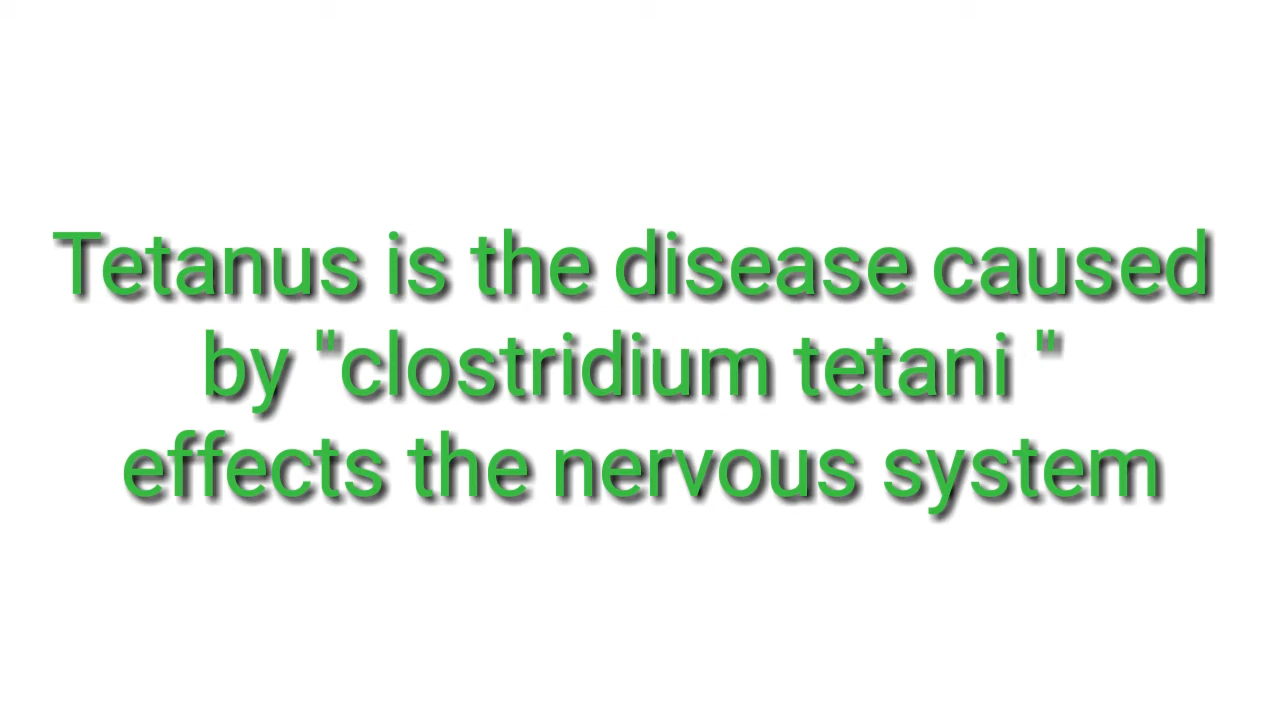 Tetanus is the disease caused
by "clostridium tetani "
effects the nervous system